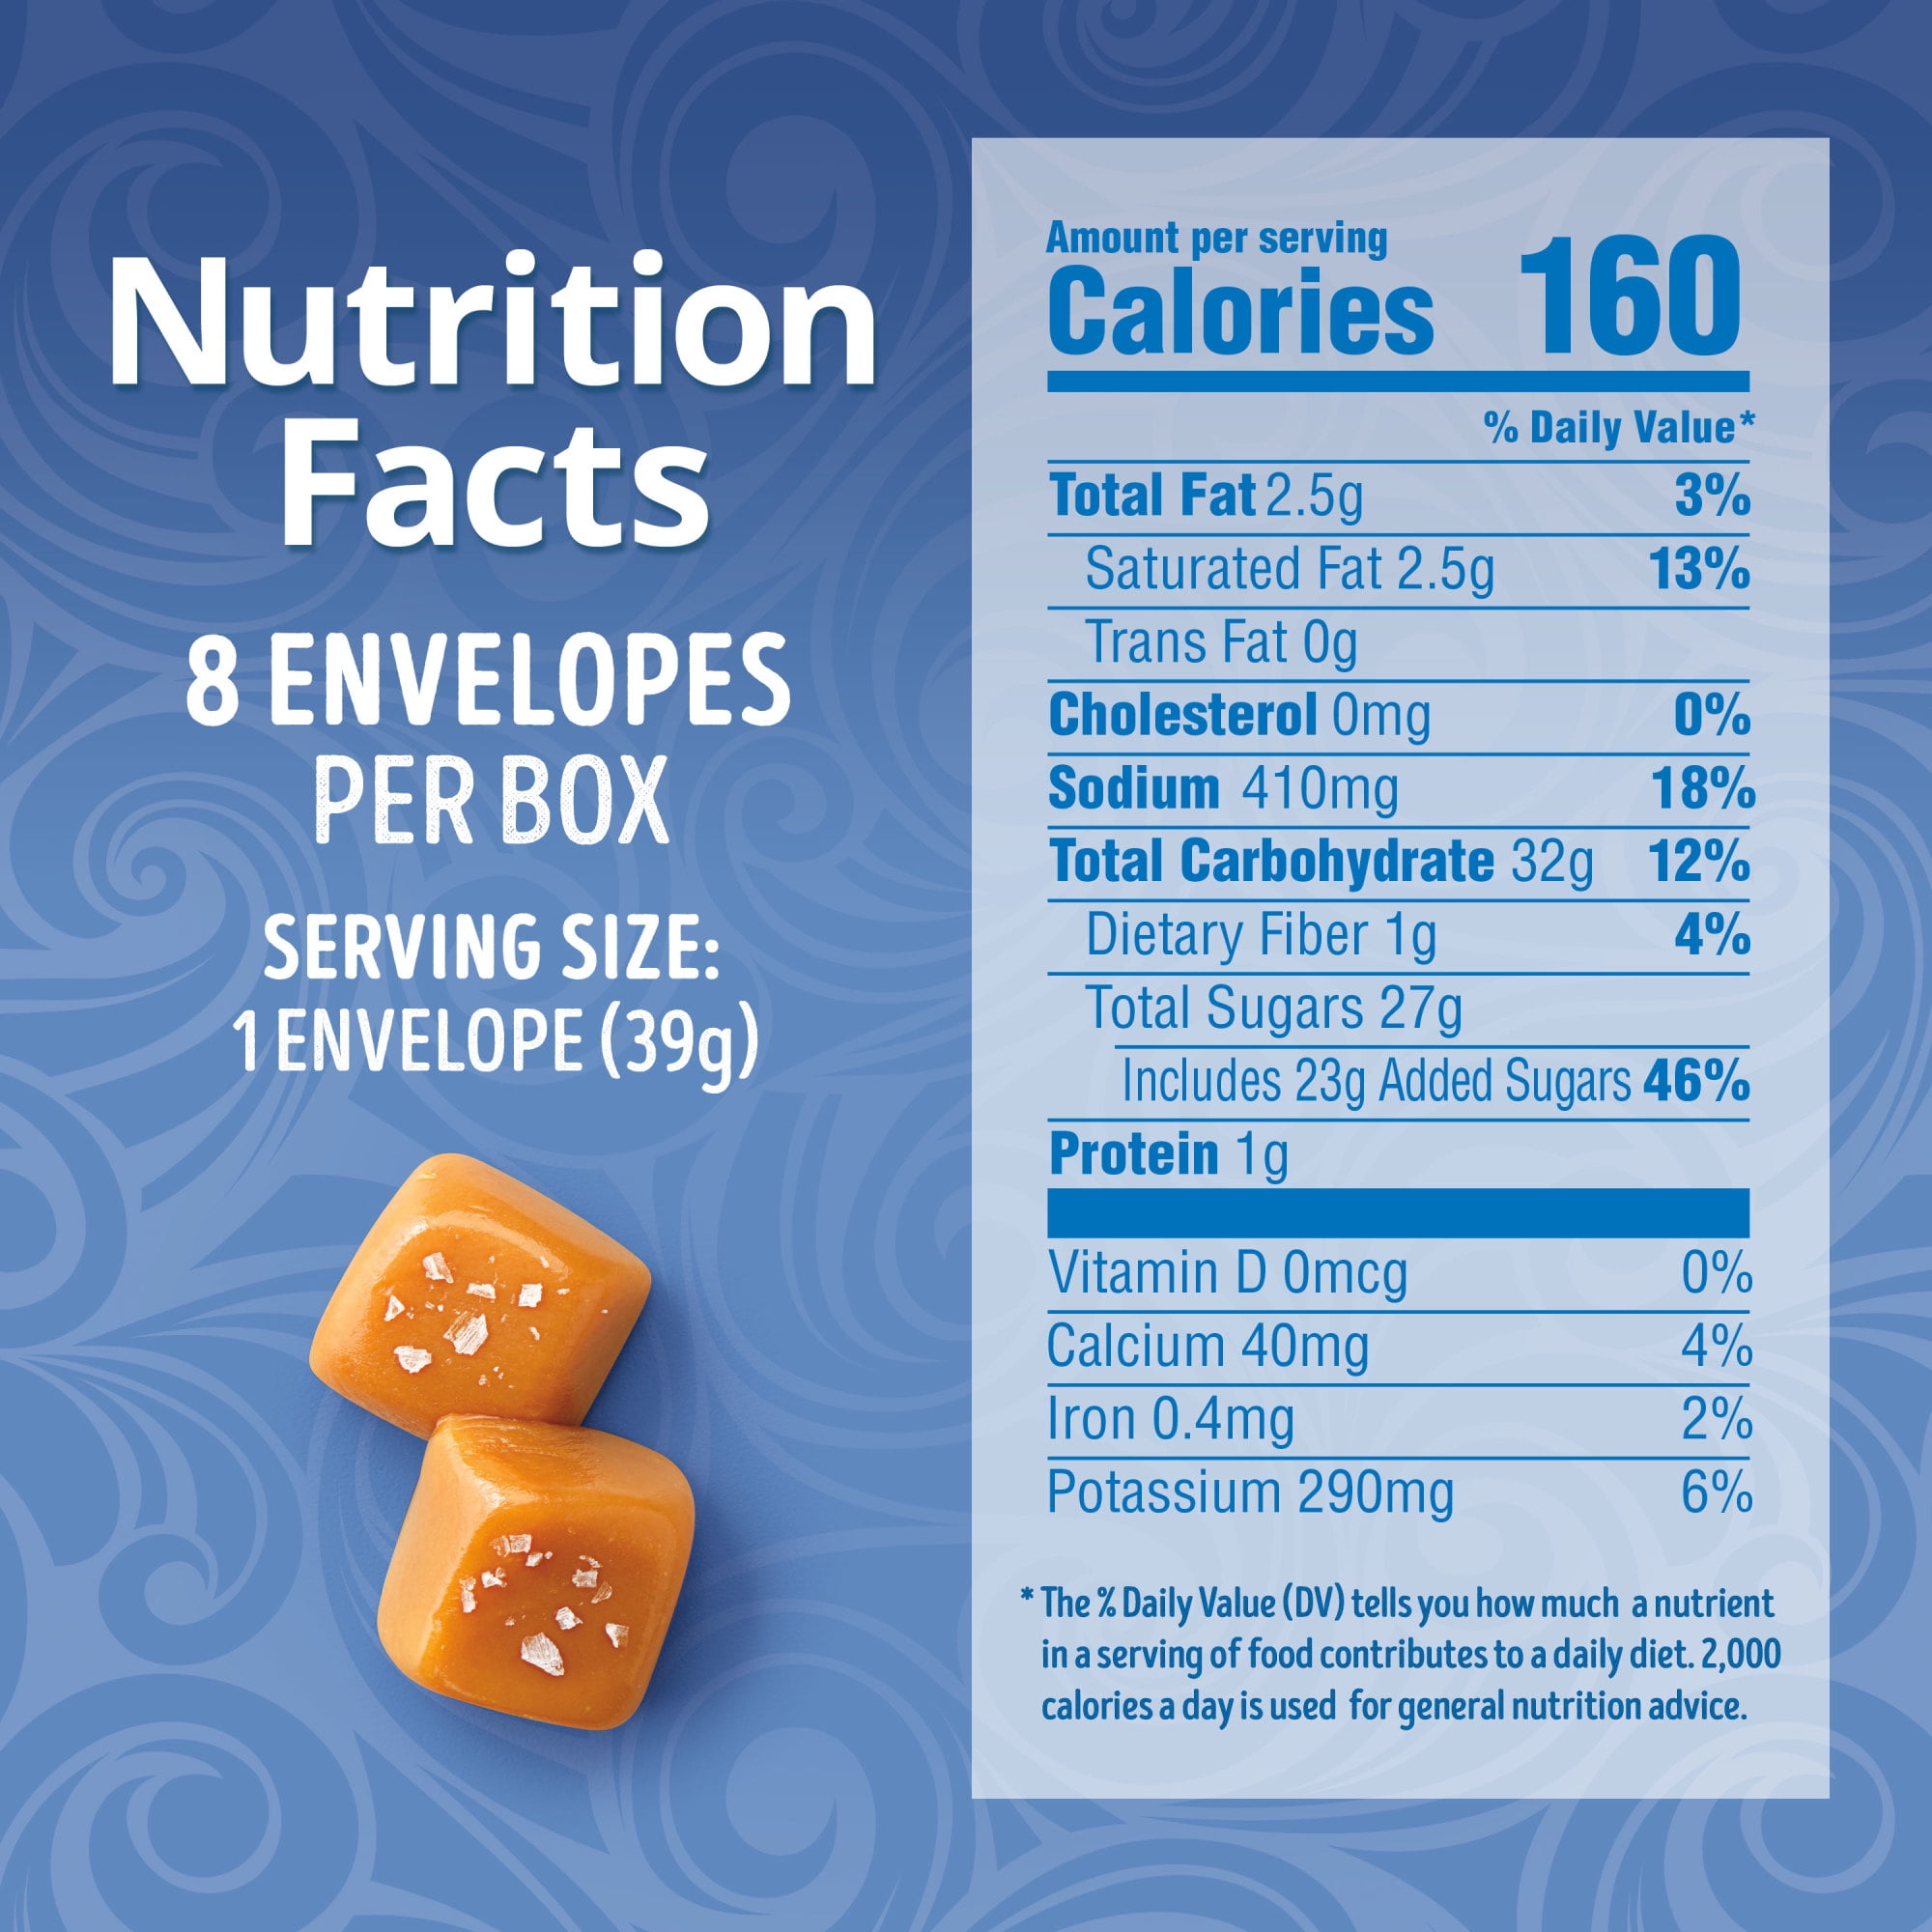 Nutrition
Facts
8 ENVELOPES
PER BOX
SERVING SIZE:
1 ENVELOPE (39g)
Amount per serving
Calories 160
% Daily Value*
Total Fat 2.5g 3%
Saturated Fat 2.5g 13%
Trans Fat 0g
Cholesterol 0mg 0%
Sodium 410mg 18%
Total Carbohydrate 32g 12%
Dietary Fiber 1g 4%
Total Sugars 27g
Includes 23g Added Sugars 46%
Protein 1g
Vitamin D 0mcg 0%
Calcium 40mg 4%
Iron 0.4mg 2%
Potassium 290mg 6%
* The % Daily Value (DV) tells you how much a nutrient
in a serving of food contributes to a daily diet. 2,000
calories a day is used for general nutrition advice.